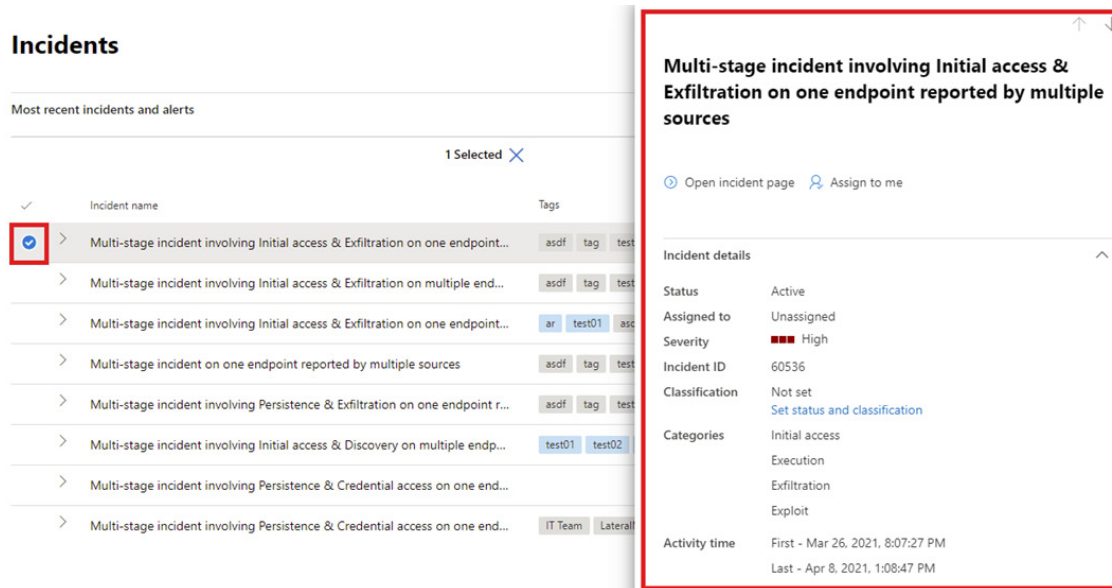 Incidents
Most recent incidents and alerts
1 Selected
Incident name Tags
Multi-stage incident involving Initial access & Exfiltration on one endpoint... asdf tag test
Multi-stage incident involving Initial access & Exfiltration on multiple end... asdf tag test
Multi-stage incident involving Initial access & Exfiltration on one endpoint... ar test01
Multi-stage incident on one endpoint reported by multiple sources asdf tag test
Multi-stage incident involving Persistence & Exfiltration on one endpoint r... asdf tag test
Multi-stage incident involving Initial access & Discovery on multiple endp... test01 test02
Multi-stage incident involving Persistence & Credential access on one end...
Multi-stage incident involving Persistence & Credential access on one end... IT Team
Multi-stage incident involving Initial access &
Exfiltration on one endpoint reported by multiple
sources
Open incident page Assign to me
Incident details
Status Active
Assigned to Unassigned
Severity High
Incident ID 60536
Classification Not set
Set status and classification
Categories Initial access
Execution
Exfiltration
Exploit
Activity time First - Mar 26, 2021, 8:07:27 PM
Last - Apr 8, 2021, 1:08:47 PM